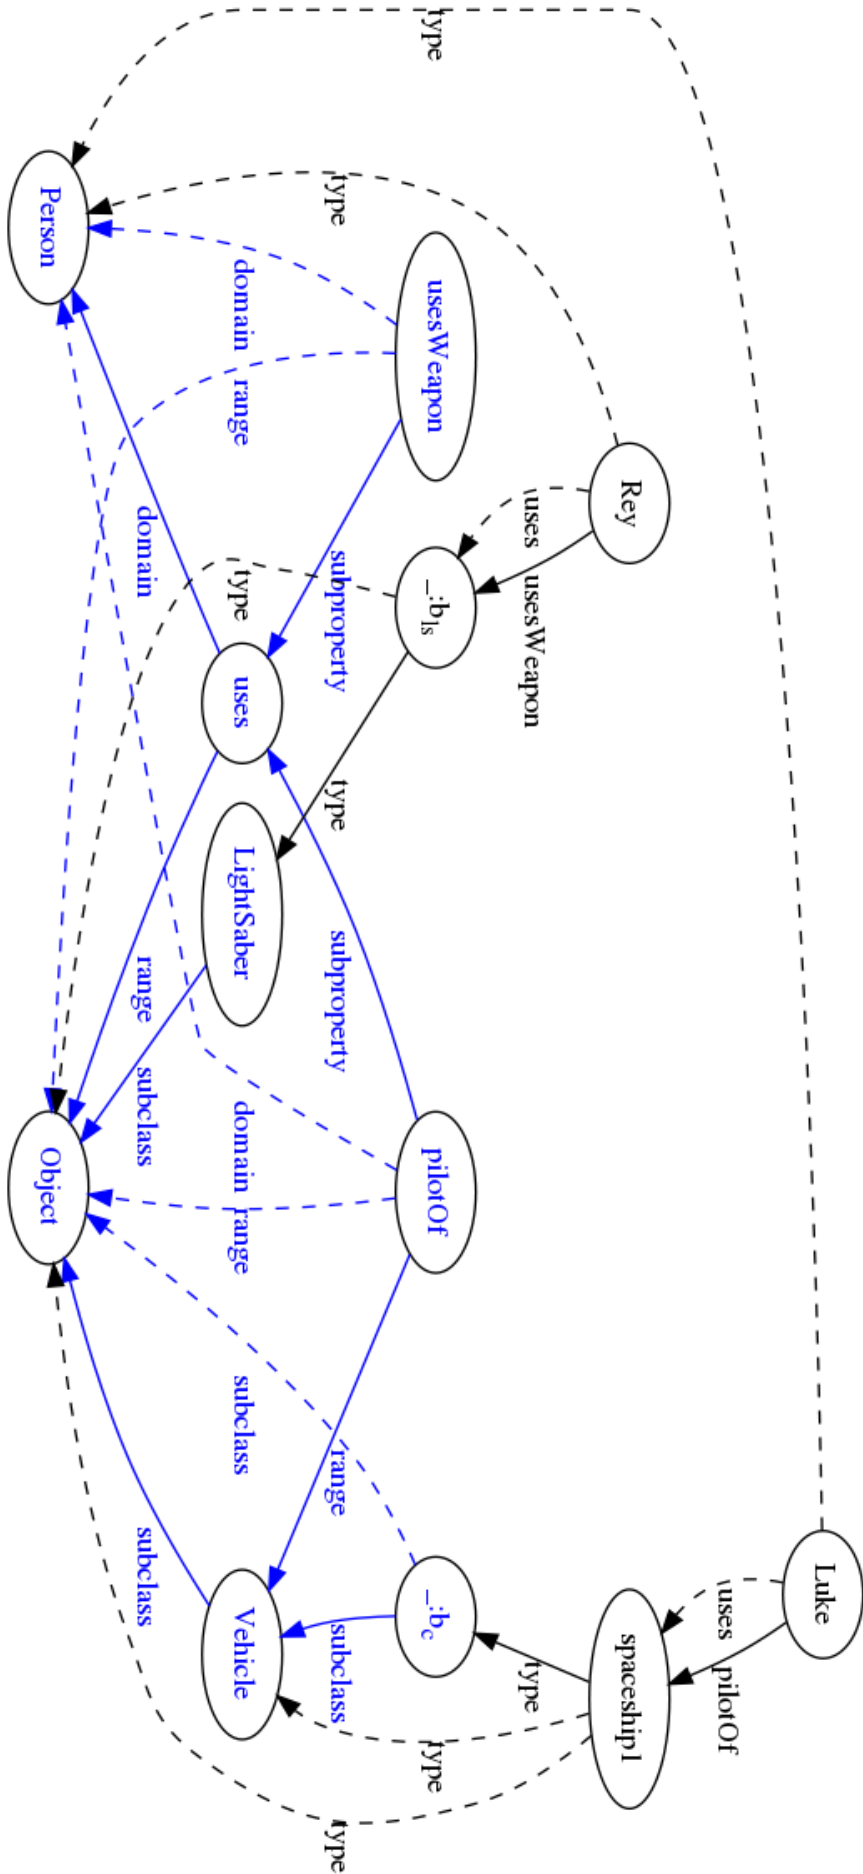 Luke
uses
pilotOf
Rey
spaceship1
type
uses
usesWeapon
type
type
usesWeapon
_:b_ls
pilotOf
_:b_c
type
subproperty
type
subproperty
range
subclass
type
domain
range
uses
type
LightSaber
domain
range
subclass
Vehicle
domain
range
subclass
subclass
Person
Object